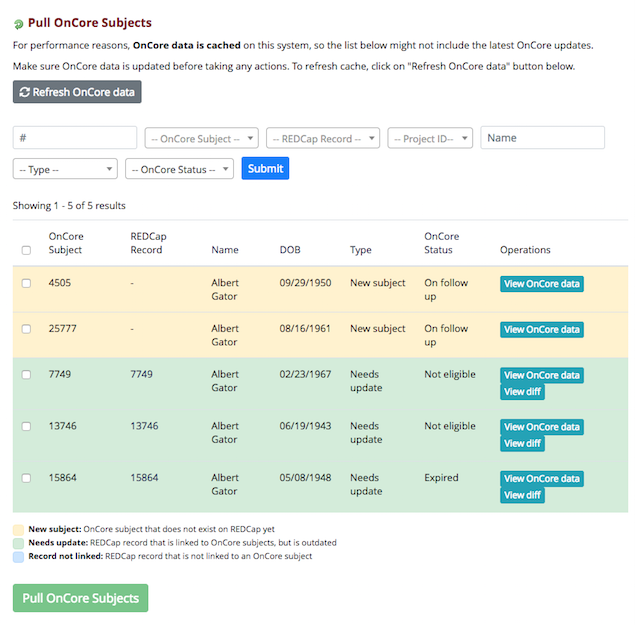 Pull OnCore Subjects
For performance reasons, OnCore data is cached on this system, so the list below might not include the latest OnCore updates.
Make sure OnCore data is updated before taking any actions. To refresh cache, click on "Refresh OnCore data" button below.
Refresh OnCore data
# -- OnCore Subject -- -- REDCap Record -- -- Project ID-- Name
-- Type -- -- OnCore Status -- Submit
Showing 1 - 5 of 5 results
OnCore Subject REDCap Record Name DOB Type OnCore Status Operations
4505 - Albert Gator 09/29/1950 New subject On follow up View OnCore data
25777 - Albert Gator 08/16/1961 New subject On follow up View OnCore data
7749 7749 Albert Gator 02/23/1967 Needs update Not eligible View OnCore data
View diff
13746 13746 Albert Gator 06/19/1943 Needs update Not eligible View OnCore data
View diff
15864 15864 Albert Gator 05/08/1948 Needs update Expired View OnCore data
View diff
New subject: OnCore subject that does not exist on REDCap yet
Needs update: REDCap record that is linked to OnCore subjects, but is outdated
Record not linked: REDCap record that is not linked to an OnCore subject
Pull OnCore Subjects